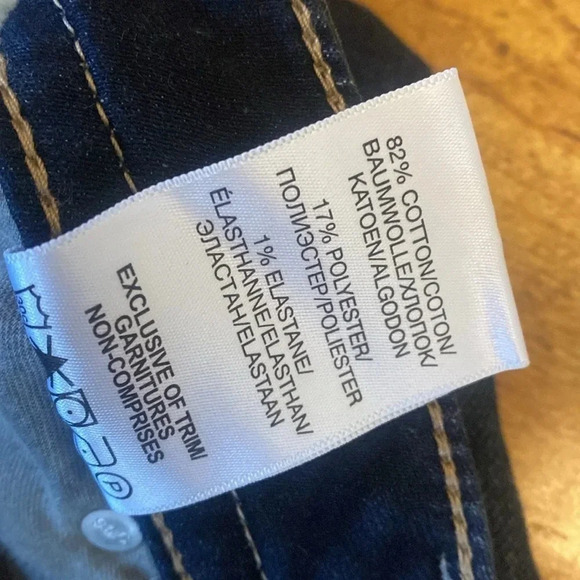 82% COTTON/COTON/
BAUMWOLLE/ХЛОПОК/
KATOEN/ALGODON
17% POLYESTER/
ПОЛИЭСТЕР/POLIESTER
1% ELASTANE/
ÉLASTHANNE/ELASTHAN/
ЭЛАСТАН/ELASTAAN
EXCLUSIVE OF TRIM/
GARNITURES
NON-COMPRISES
P